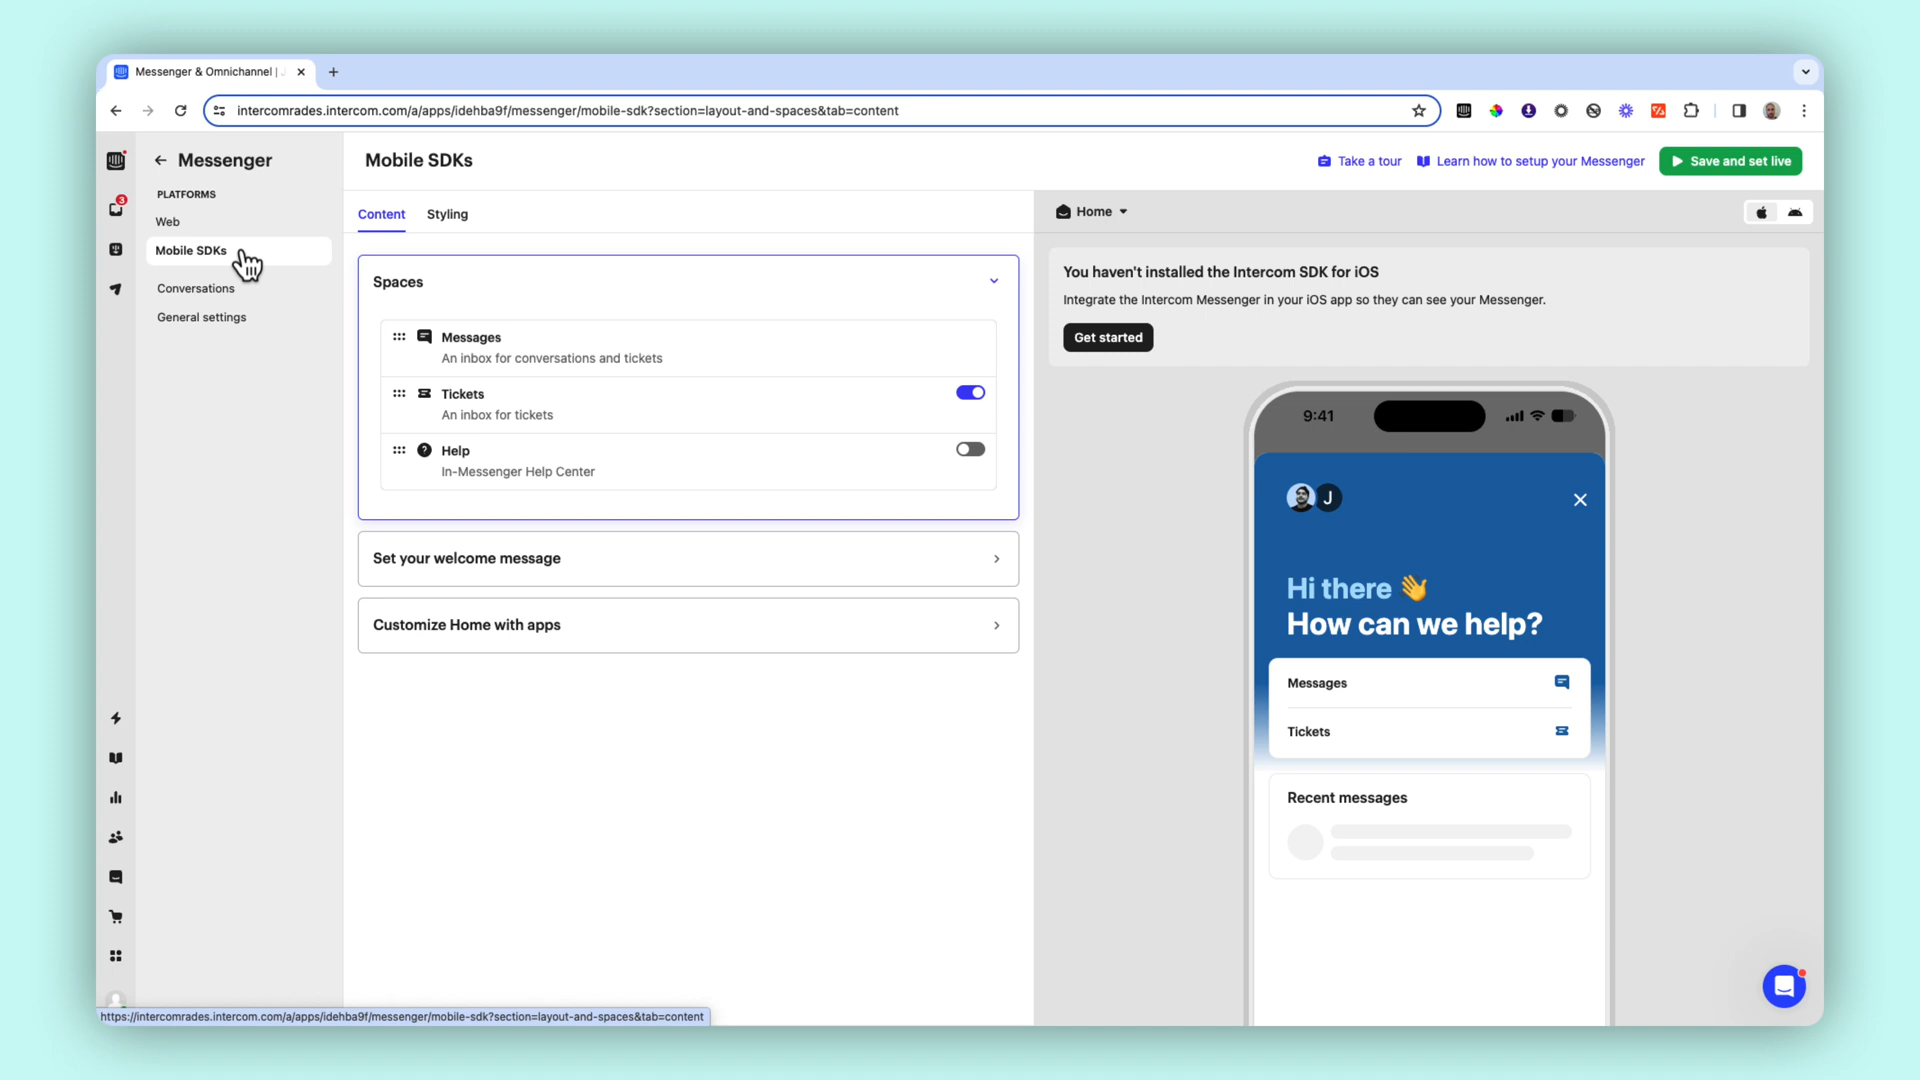 Messenger & Omnichannel |
intercomrades.intercom.com/a/apps/idehba9f/messenger/mobile-sdk?section=layout-and-spaces&tab=content
Messenger
PLATFORMS
Web
Mobile SDKs
Conversations
General settings
3
Mobile SDKs
Take a tour
Learn how to setup your Messenger
Save and set live
Content
Styling
Spaces
Messages
An inbox for conversations and tickets
Tickets
An inbox for tickets
Help
In-Messenger Help Center
Set your welcome message
Customize Home with apps
Home
You haven't installed the Intercom SDK for iOS
Integrate the Intercom Messenger in your iOS app so they can see your Messenger.
Get started
9:41
J
Hi there 👋
How can we help?
Messages
Tickets
Recent messages
https://intercomrades.intercom.com/a/apps/idehba9f/messenger/mobile-sdk?section=layout-and-spaces&tab=content